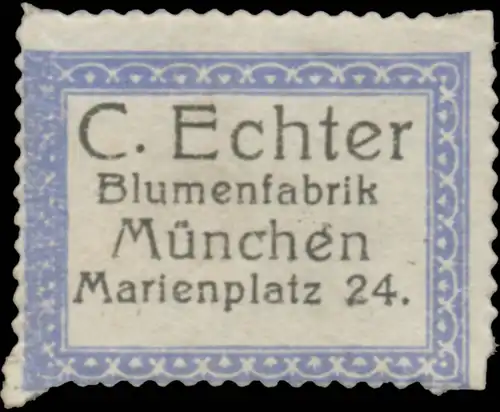 C. Echter
Blumenfabrik
München
Marienplatz 24.